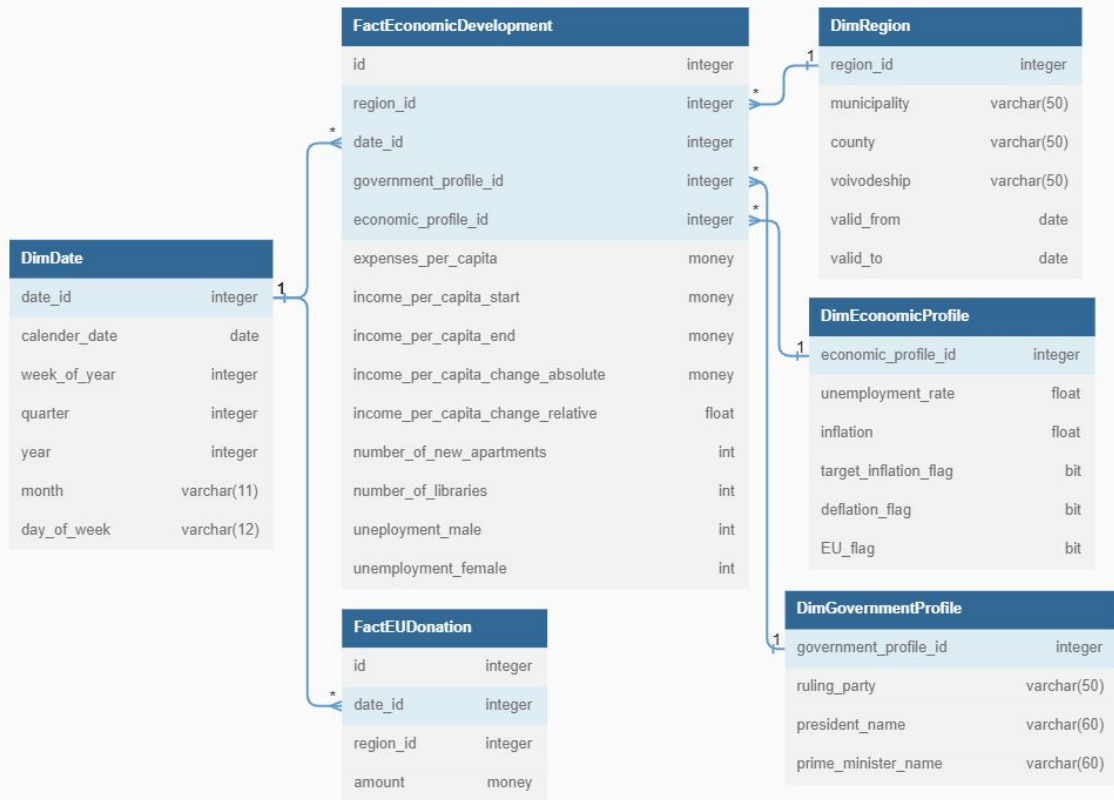 FactEconomicDevelopment
id integer
region_id integer
date_id integer
government_profile_id integer
economic_profile_id integer
expenses_per_capita money
income_per_capita_start money
income_per_capita_end money
income_per_capita_change_absolute money
income_per_capita_change_relative float
number_of_new_apartments int
number_of_libraries int
uneployment_male int
unemployment_female int
DimRegion
region_id integer
municipality varchar(50)
county varchar(50)
voivodeship varchar(50)
valid_from date
valid_to date
DimDate
date_id integer
calender_date date
week_of_year integer
quarter integer
year integer
month varchar(11)
day_of_week varchar(12)
DimEconomicProfile
economic_profile_id integer
unemployment_rate float
inflation float
target_inflation_flag bit
deflation_flag bit
EU_flag bit
FactEUDonation
id integer
date_id integer
region_id integer
amount money
DimGovernmentProfile
government_profile_id integer
ruling_party varchar(50)
president_name varchar(60)
prime_minister_name varchar(60)
1
*
*
*
*
1
1
1
*